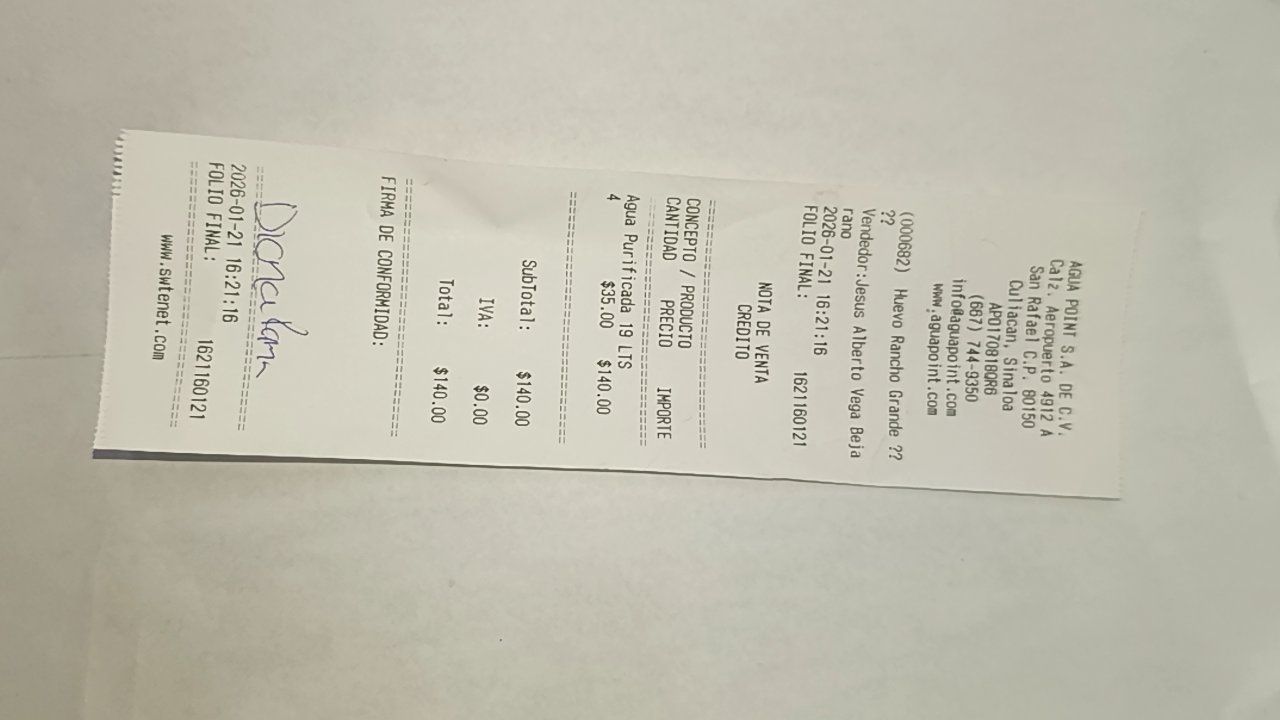 AGUA POINT S.A. DE C.V.
Calz. Aeropuerto 4912 A
San Rafael C.P. 80150
Culiacan, Sinaloa
APO170818QR6
(667) 744-9350
info@aguapoint.com
www.aguapoint.com
(000682) Huevo Rancho Grande ??
??
Vendedor:Jesus Alberto Vega Beja
rano
2026-01-21 16:21:16
FOLIO FINAL: 1621160121
NOTA DE VENTA
CREDITO
CONCEPTO / PRODUCTO
CANTIDAD PRECIO IMPORTE
Agua Purificada 19 LTS
4 $35.00 $140.00
SubTotal: $140.00
IVA: $0.00
Total: $140.00
FIRMA DE CONFORMIDAD:
2026-01-21 16:21:16
FOLIO FINAL: 1621160121
www.swtenet.com